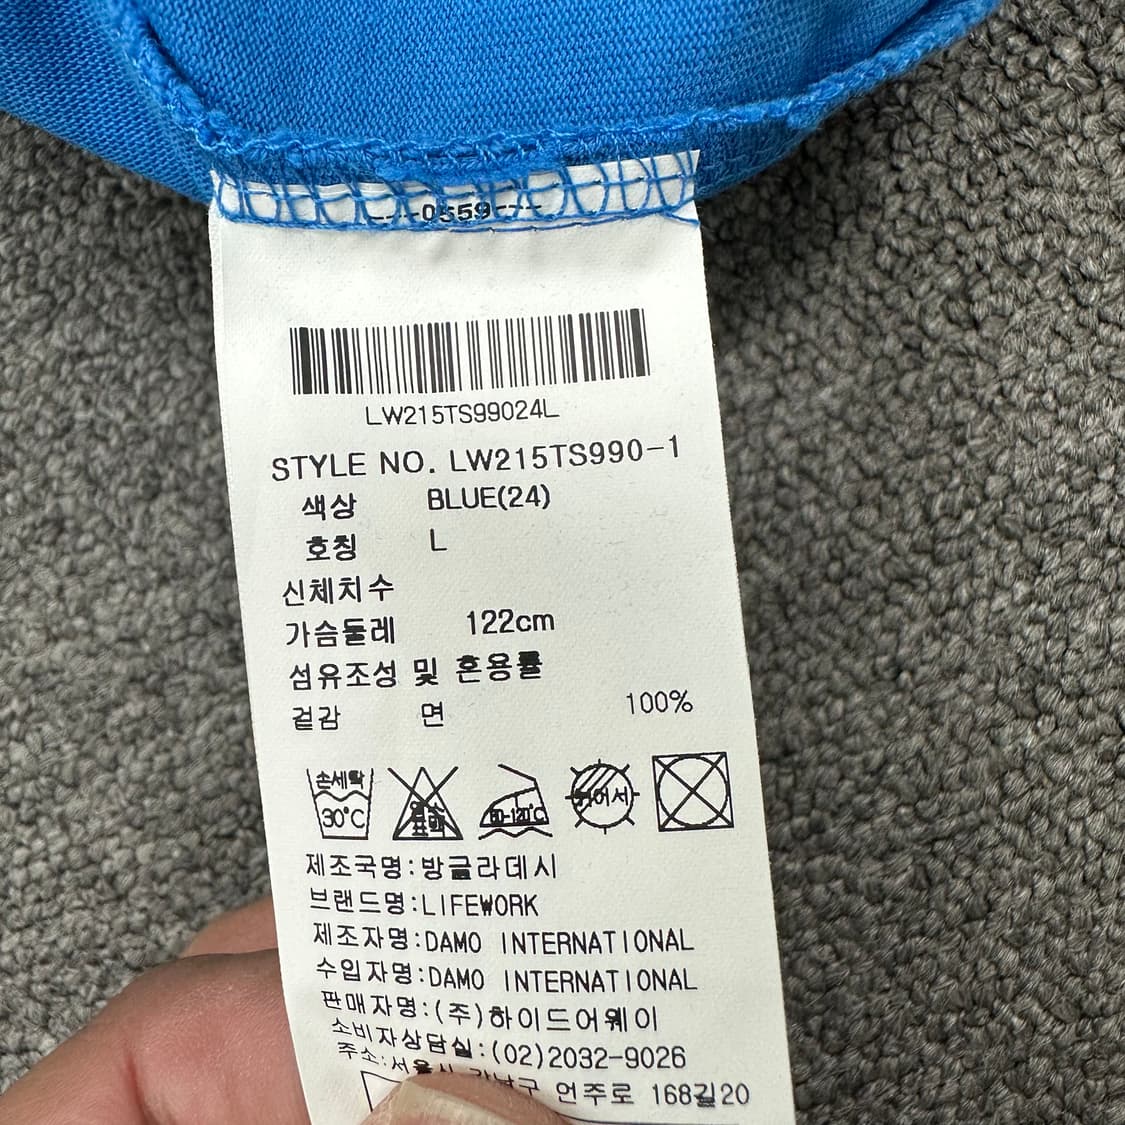 ---0559---
LW215TS99024L
STYLE NO. LW215TS990-1
색상 BLUE(24)
호칭 L
신체치수
가슴둘레 122cm
섬유조성 및 혼용률
겉감 면 100%
손세탁 30℃ 80-120℃
제조국명:방글라데시
브랜드명:LIFEWORK
제조자명:DAMO INTERNATIONAL
수입자명:DAMO INTERNATIONAL
판매자명:(주)하이드어웨이
소비자상담실:(02)2032-9026
주소:서울시 강남구 언주로 168길20